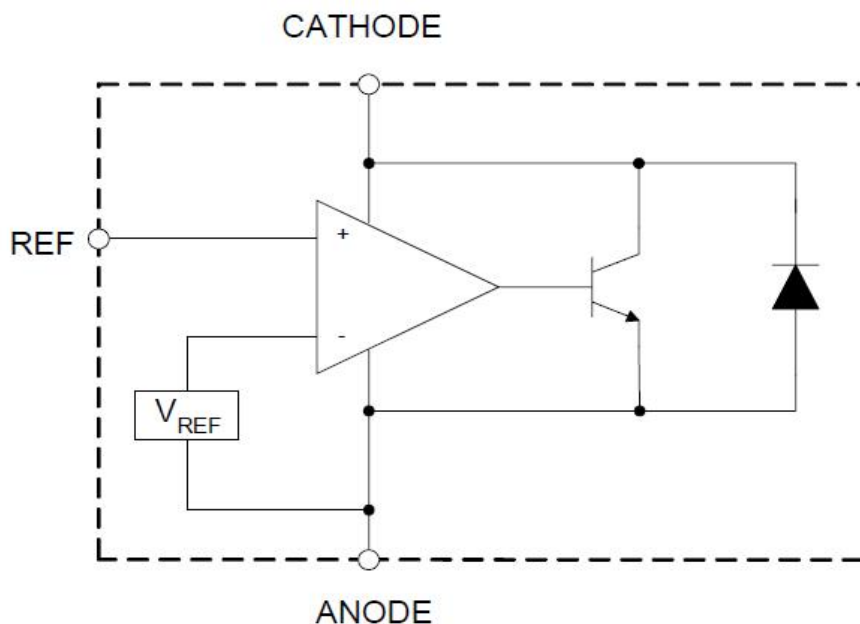 CATHODE
REF
+
-
VREF
ANODE